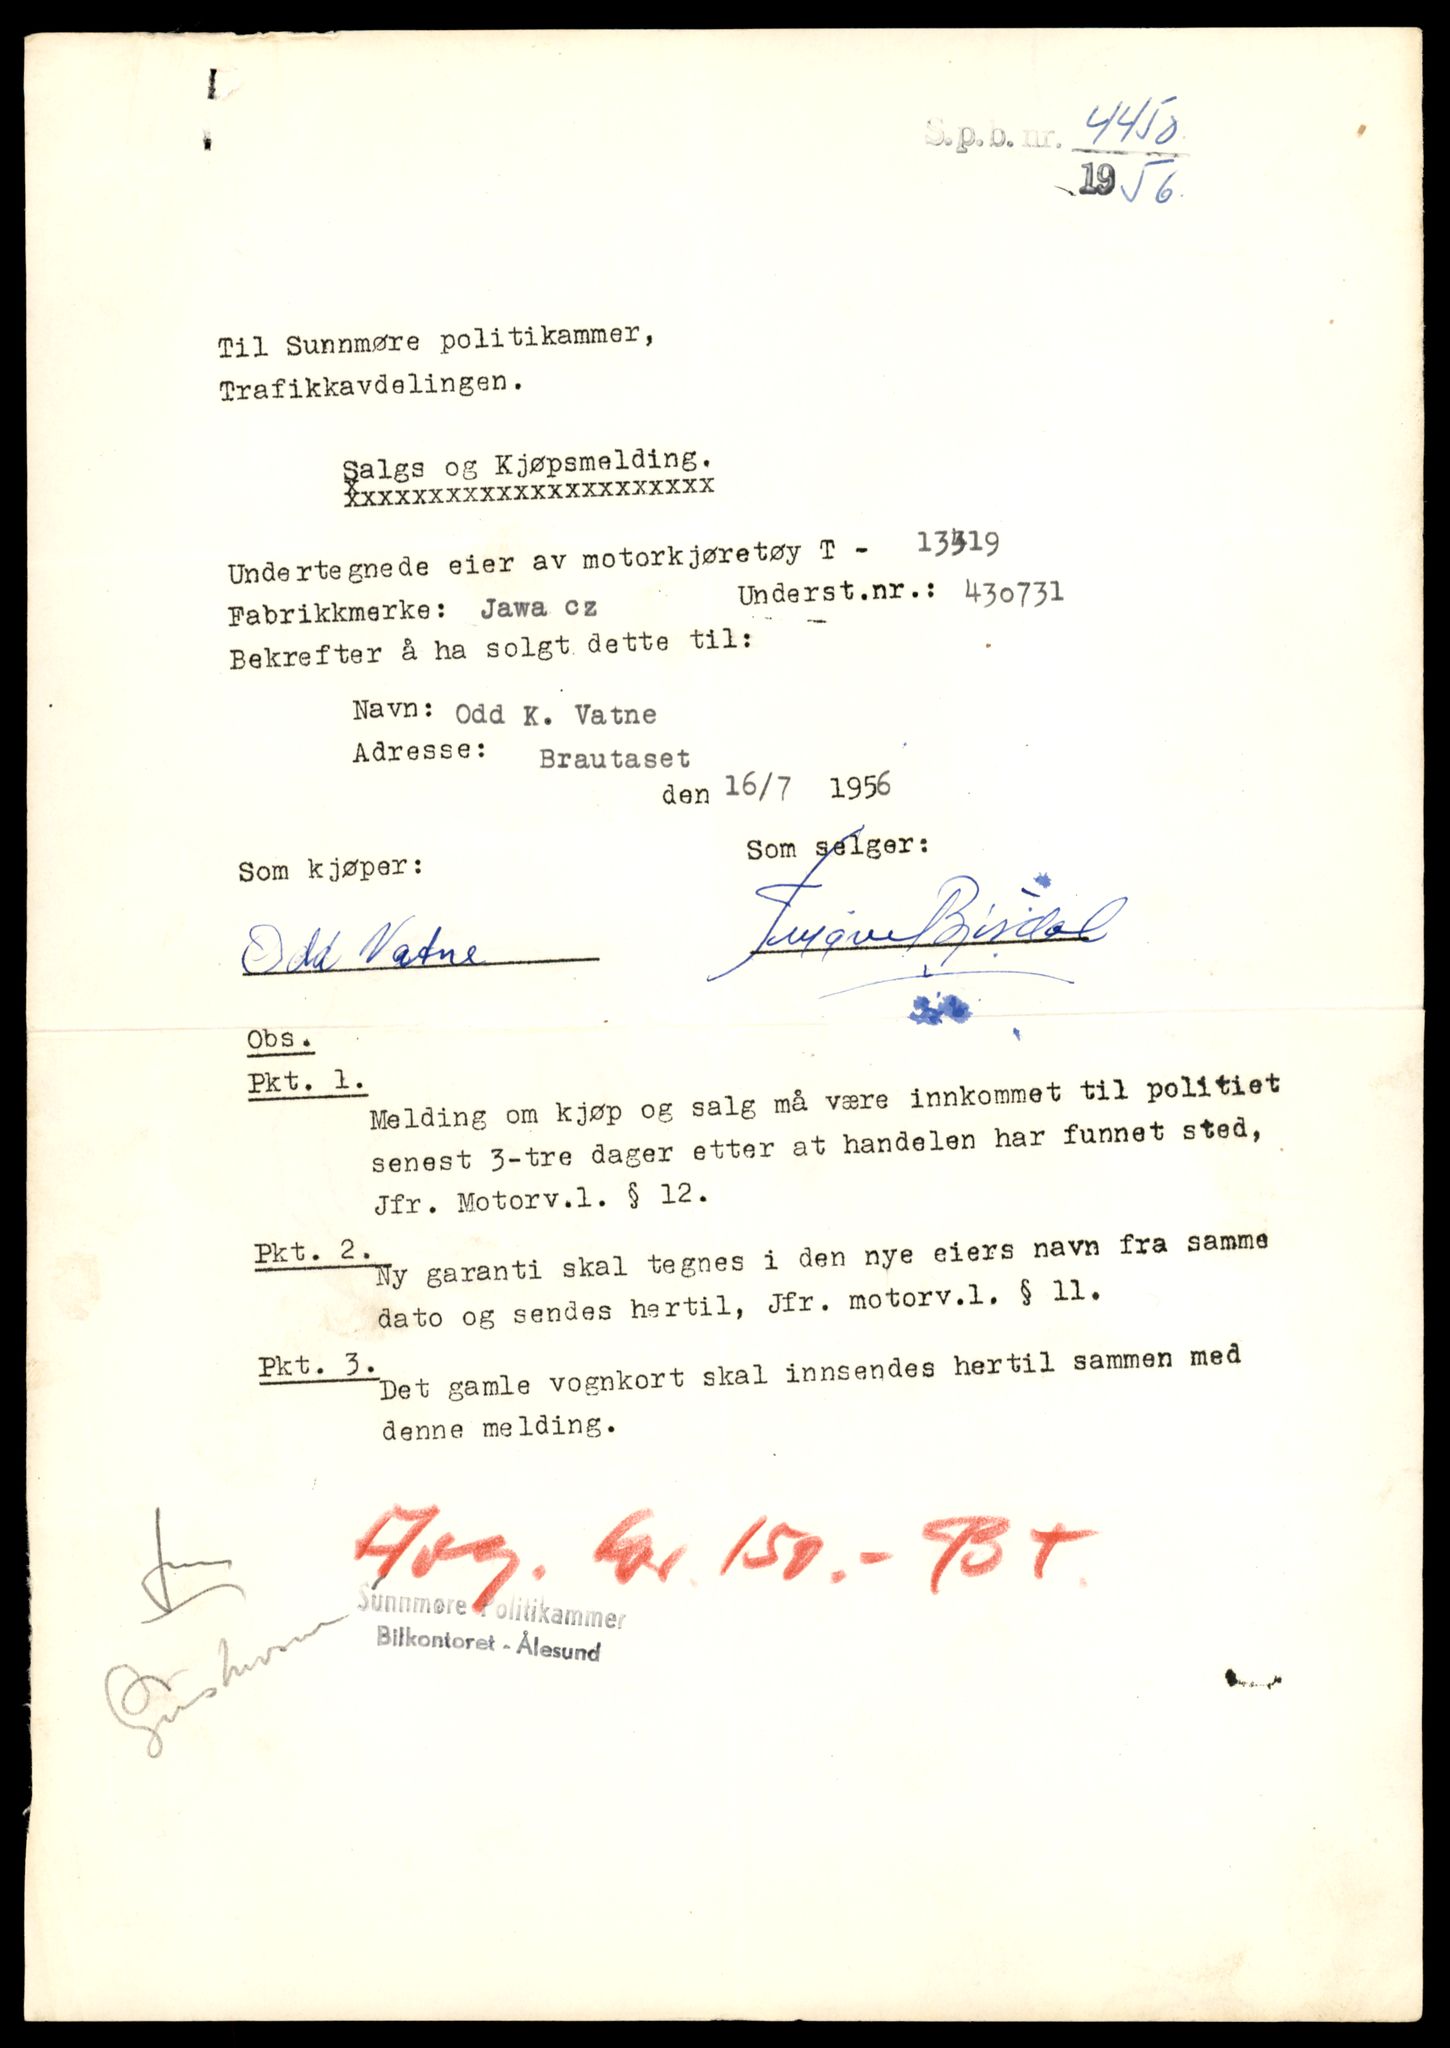 S.p.b. nr. 4450
1956.
Til Sunnmøre politikammer,
Trafikkavdelingen.
Salgs og Kjøpsmelding.
xxxxxxxxxxxxxxxxxxxxxx
Undertegnede eier av motorkjøretøy T - 13419
Fabrikkmerke: Jawa cz Underst.nr.: 430731
Bekrefter å ha solgt dette til:
Navn: Odd K. Vatne
Adresse: Brautaset
den 16/7 1956
Som kjøper: Som selger:
Odd Vatne
Obs.
Pkt. 1.
Melding om kjøp og salg må være innkommet til politiet
senest 3-tre dager etter at handelen har funnet sted,
Jfr. Motorv.l. § 12.
Pkt. 2.
Ny garanti skal tegnes i den nye eiers navn fra samme
dato og sendes hertil, Jfr. motorv.l. § 11.
Pkt. 3.
Det gamle vognkort skal innsendes hertil sammen med
denne melding.
kr. 150.-
Sunnmøre Politikammer
Bilkontoret - Ålesund